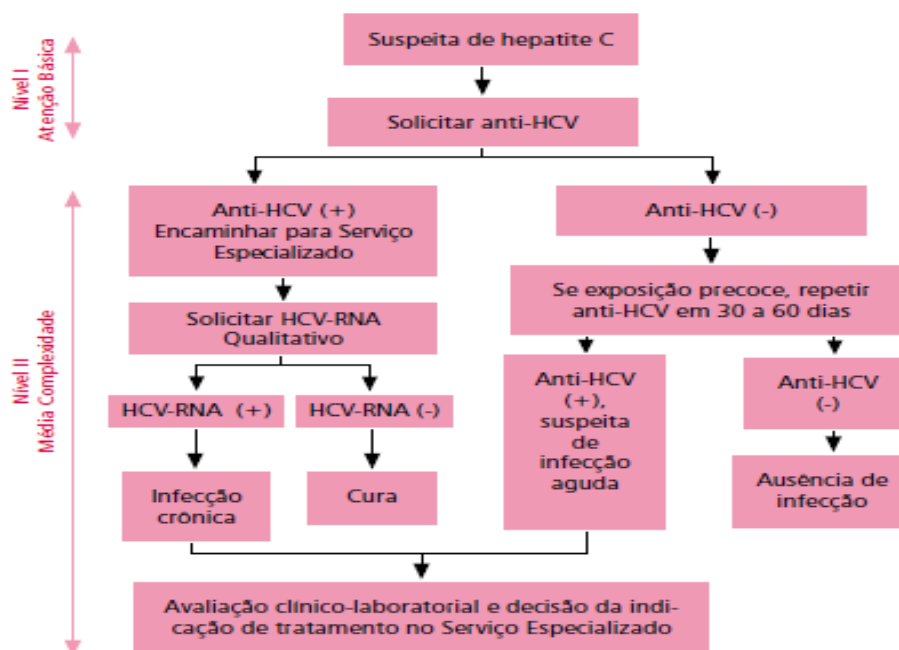 Nível I
Atenção Básica
Suspeita de hepatite C
Solicitar anti-HCV
Nível II
Média Complexidade
Anti-HCV (+)
Encaminhar para Serviço
Especializado
Anti-HCV (-)
Solicitar HCV-RNA
Qualitativo
Se exposição precoce, repetir
anti-HCV em 30 a 60 dias
HCV-RNA (+)
HCV-RNA (-)
Anti-HCV
(+),
suspeita
de
infecção
aguda
Anti-HCV
(-)
Infecção
crônica
Cura
Ausência de
infecção
Avaliação clínico-laboratorial e decisão da indi-
cação de tratamento no Serviço Especializado